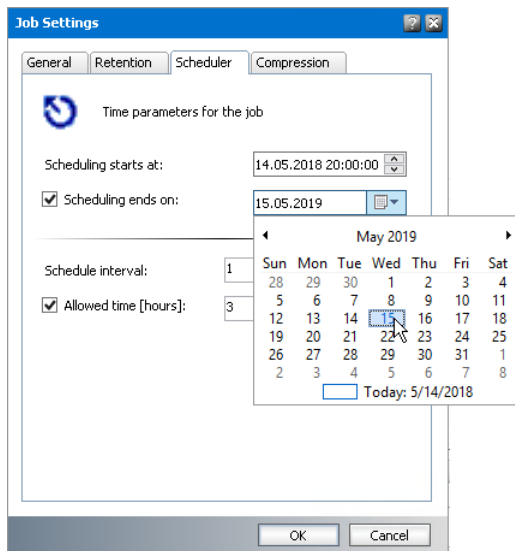 Job Settings
General Retention Scheduler Compression
Time parameters for the job
Scheduling starts at: 14.05.2018 20:00:00
Scheduling ends on: 15.05.2019
May 2019
Schedule interval: 1
Sun Mon Tue Wed Thu Fri Sat
28 29 30 1 2 3 4
Allowed time [hours]: 3
5 6 7 8 9 10 11
12 13 14 15 16 17 18
19 20 21 22 23 24 25
26 27 28 29 30 31 1
2 3 4 5 6 7 8
Today: 5/14/2018
OK Cancel